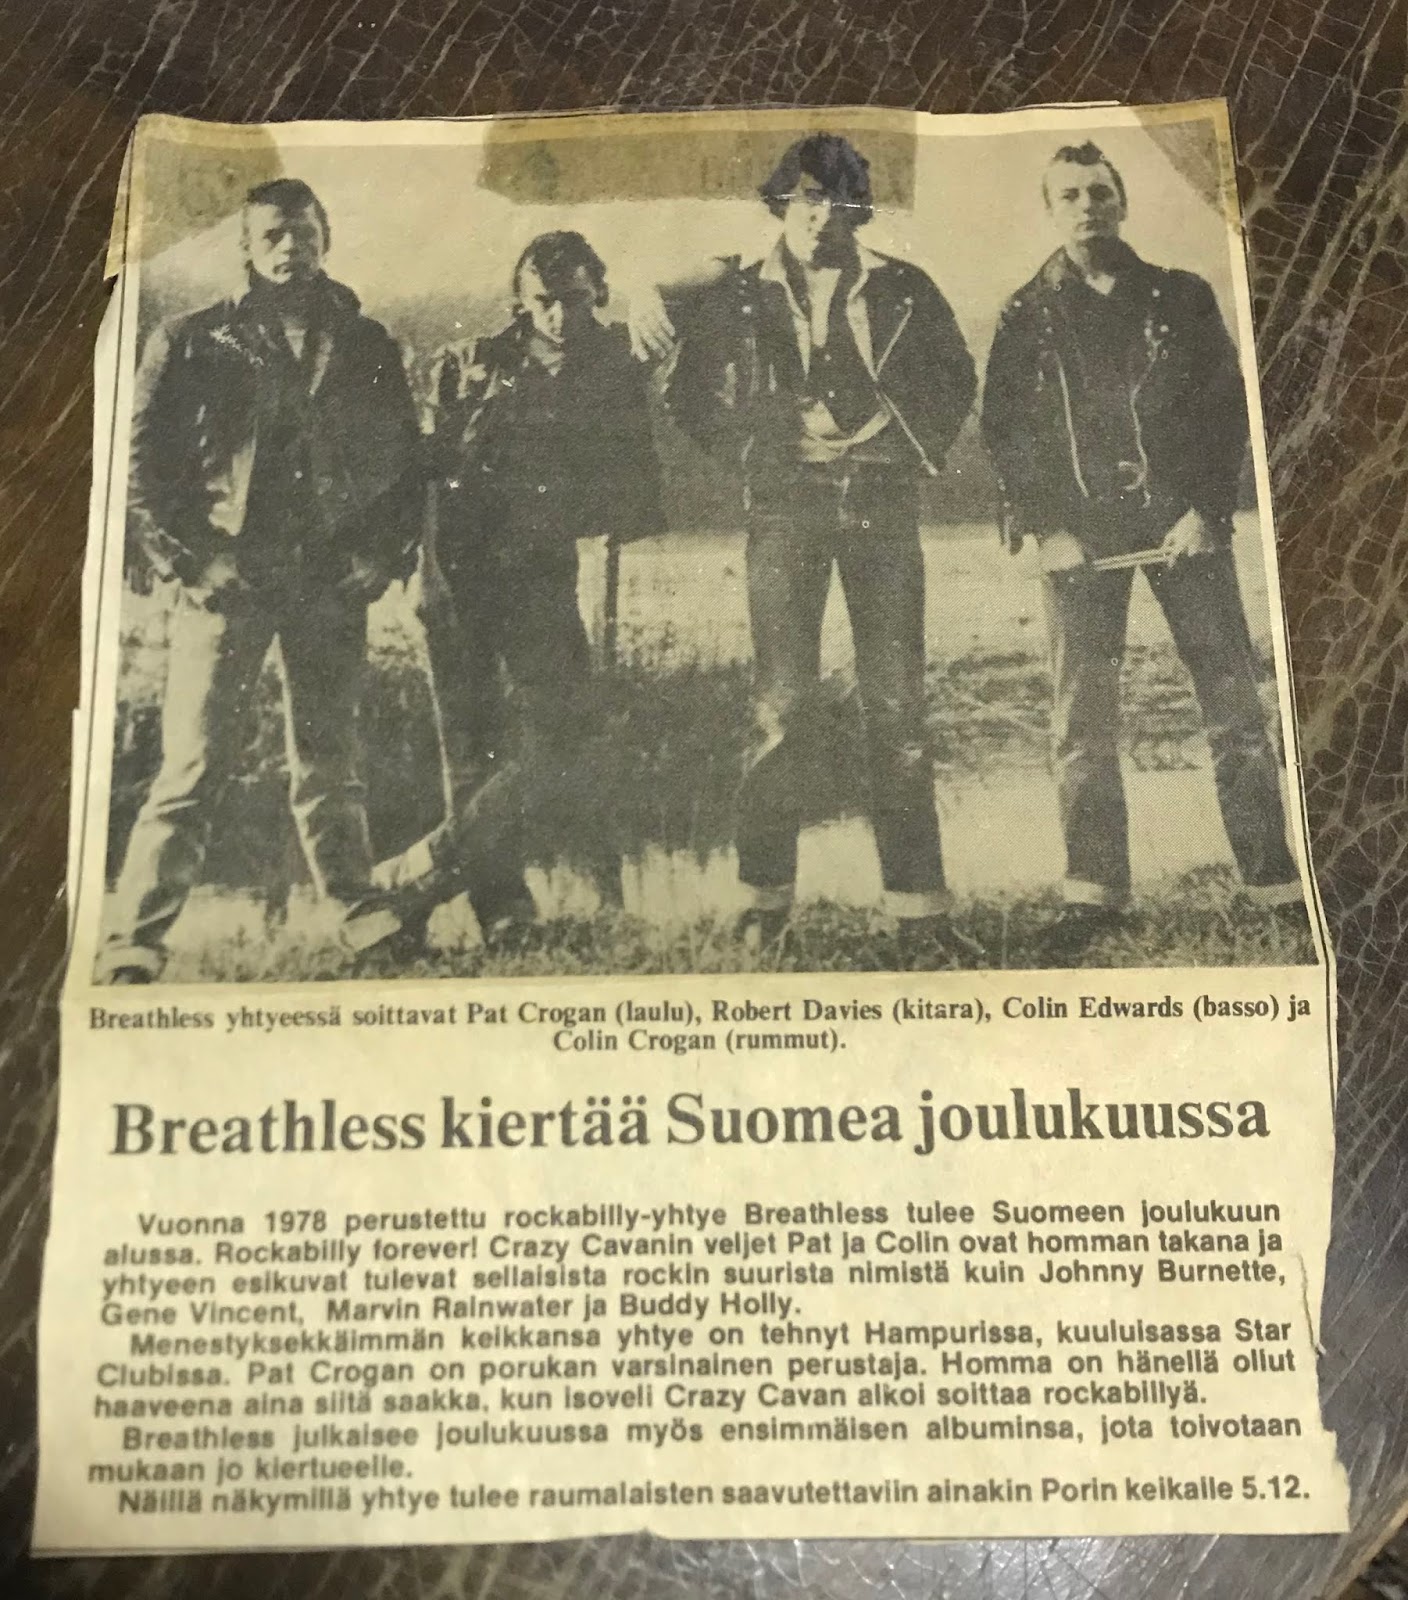 Breathless yhtyeessä soittavat Pat Crogan (laulu), Robert Davies (kitara), Colin Edwards (basso) ja
Colin Crogan (rummut).
Breathless kiertää Suomea joulukuussa
Vuonna 1978 perustettu rockabilly-yhtye Breathless tulee Suomeen joulukuun
alussa. Rockabilly forever! Crazy Cavanin veljet Pat ja Colin ovat homman takana ja
yhtyeen esikuvat tulevat sellaisista rockin suurista nimistä kuin Johnny Burnette,
Gene Vincent, Marvin Rainwater ja Buddy Holly.
Menestyksekkäimmän keikkansa yhtye on tehnyt Hampurissa, kuuluisassa Star
Clubissa. Pat Crogan on porukan varsinainen perustaja. Homma on hänellä ollut
haaveena aina siitä saakka, kun isoveli Crazy Cavan alkoi soittaa rockabillyä.
Breathless julkaisee joulukuussa myös ensimmäisen albuminsa, jota toivotaan
mukaan jo kiertueelle.
Näillä näkymillä yhtye tulee raumalaisten saavutettaviin ainakin Porin keikalle 5.12.